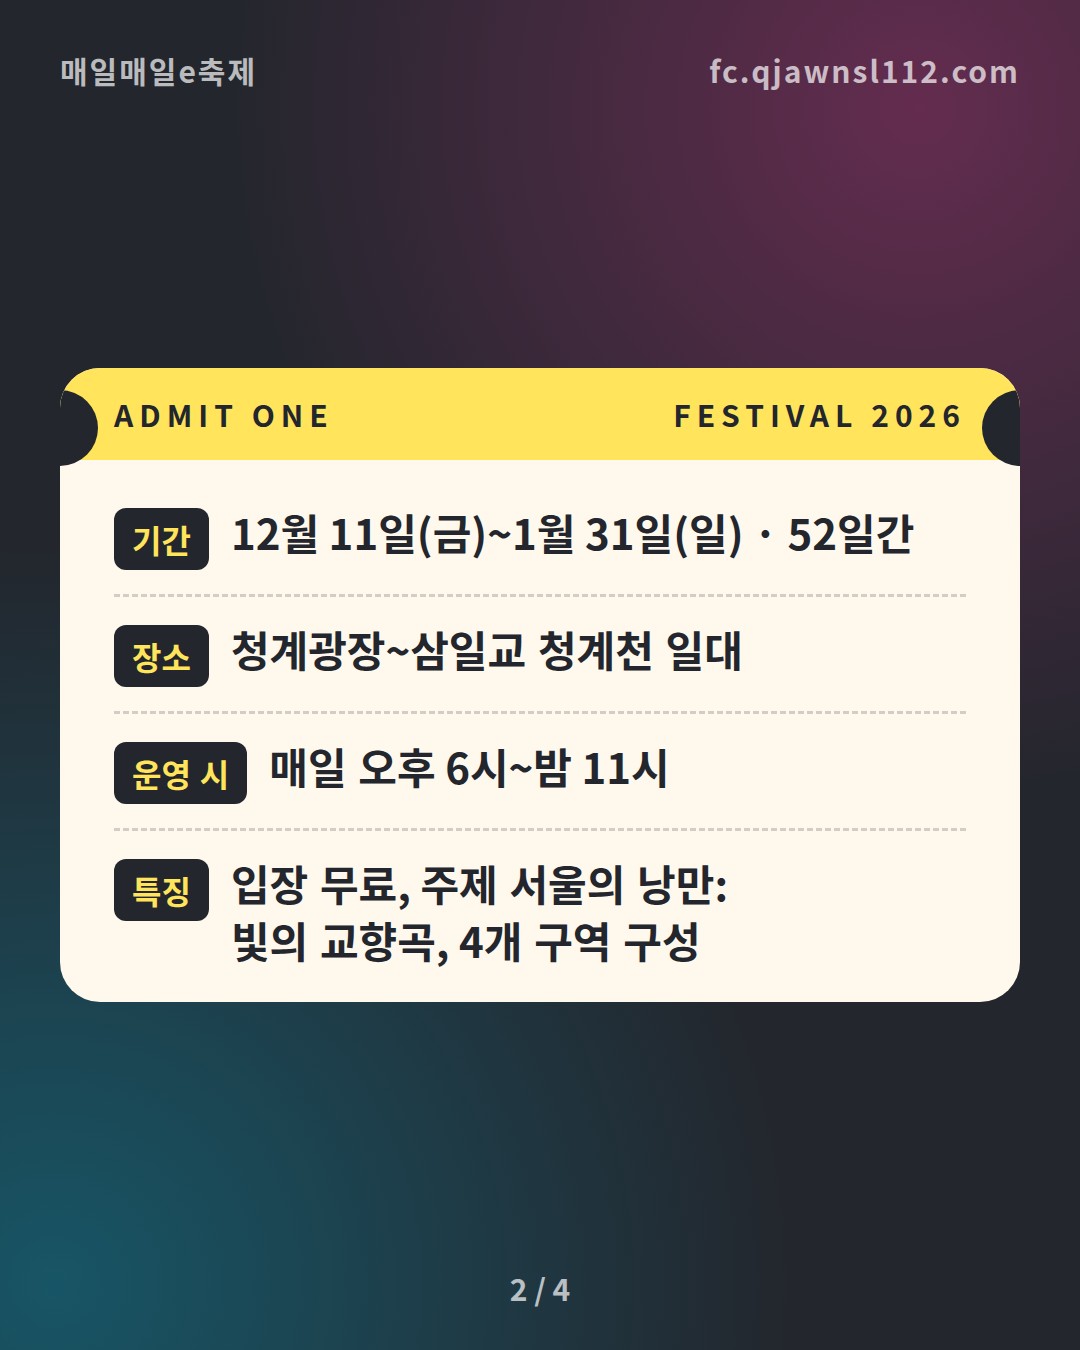 매일매일e축제
fc.qjawnsl112.com
ADMIT ONE
FESTIVAL 2026
기간
12월 11일(금)~1월 31일(일) · 52일간
장소
청계광장~삼일교 청계천 일대
운영 시
매일 오후 6시~밤 11시
특징
입장 무료, 주제 서울의 낭만:
빛의 교향곡, 4개 구역 구성
2 / 4